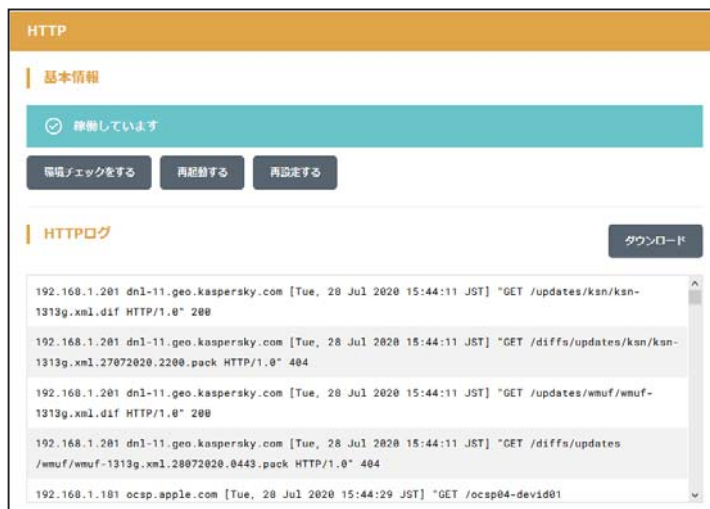 HTTP
基本情報
稼働しています
環境チェックをする 再起動する 再設定する
HTTPログ
ダウンロード
192.168.1.201 dnl-11.geo.kaspersky.com [Tue, 28 Jul 2020 15:44:11 JST] "GET /updates/ksn/ksn-
1313g.xml.dif HTTP/1.0" 200
192.168.1.201 dnl-11.geo.kaspersky.com [Tue, 28 Jul 2020 15:44:11 JST] "GET /diffs/updates/ksn/ksn-
1313g.xml.27072020.2200.pack HTTP/1.0" 404
192.168.1.201 dnl-11.geo.kaspersky.com [Tue, 28 Jul 2020 15:44:11 JST] "GET /updates/wmuf/wmuf-
1313g.xml.dif HTTP/1.0" 200
192.168.1.201 dnl-11.geo.kaspersky.com [Tue, 28 Jul 2020 15:44:11 JST] "GET /diffs/updates
/wmuf/wmuf-1313g.xml.28072020.0443.pack HTTP/1.0" 404
192.168.1.181 ocsp.apple.com [Tue, 28 Jul 2020 15:44:29 JST] "GET /ocsp04-devid01